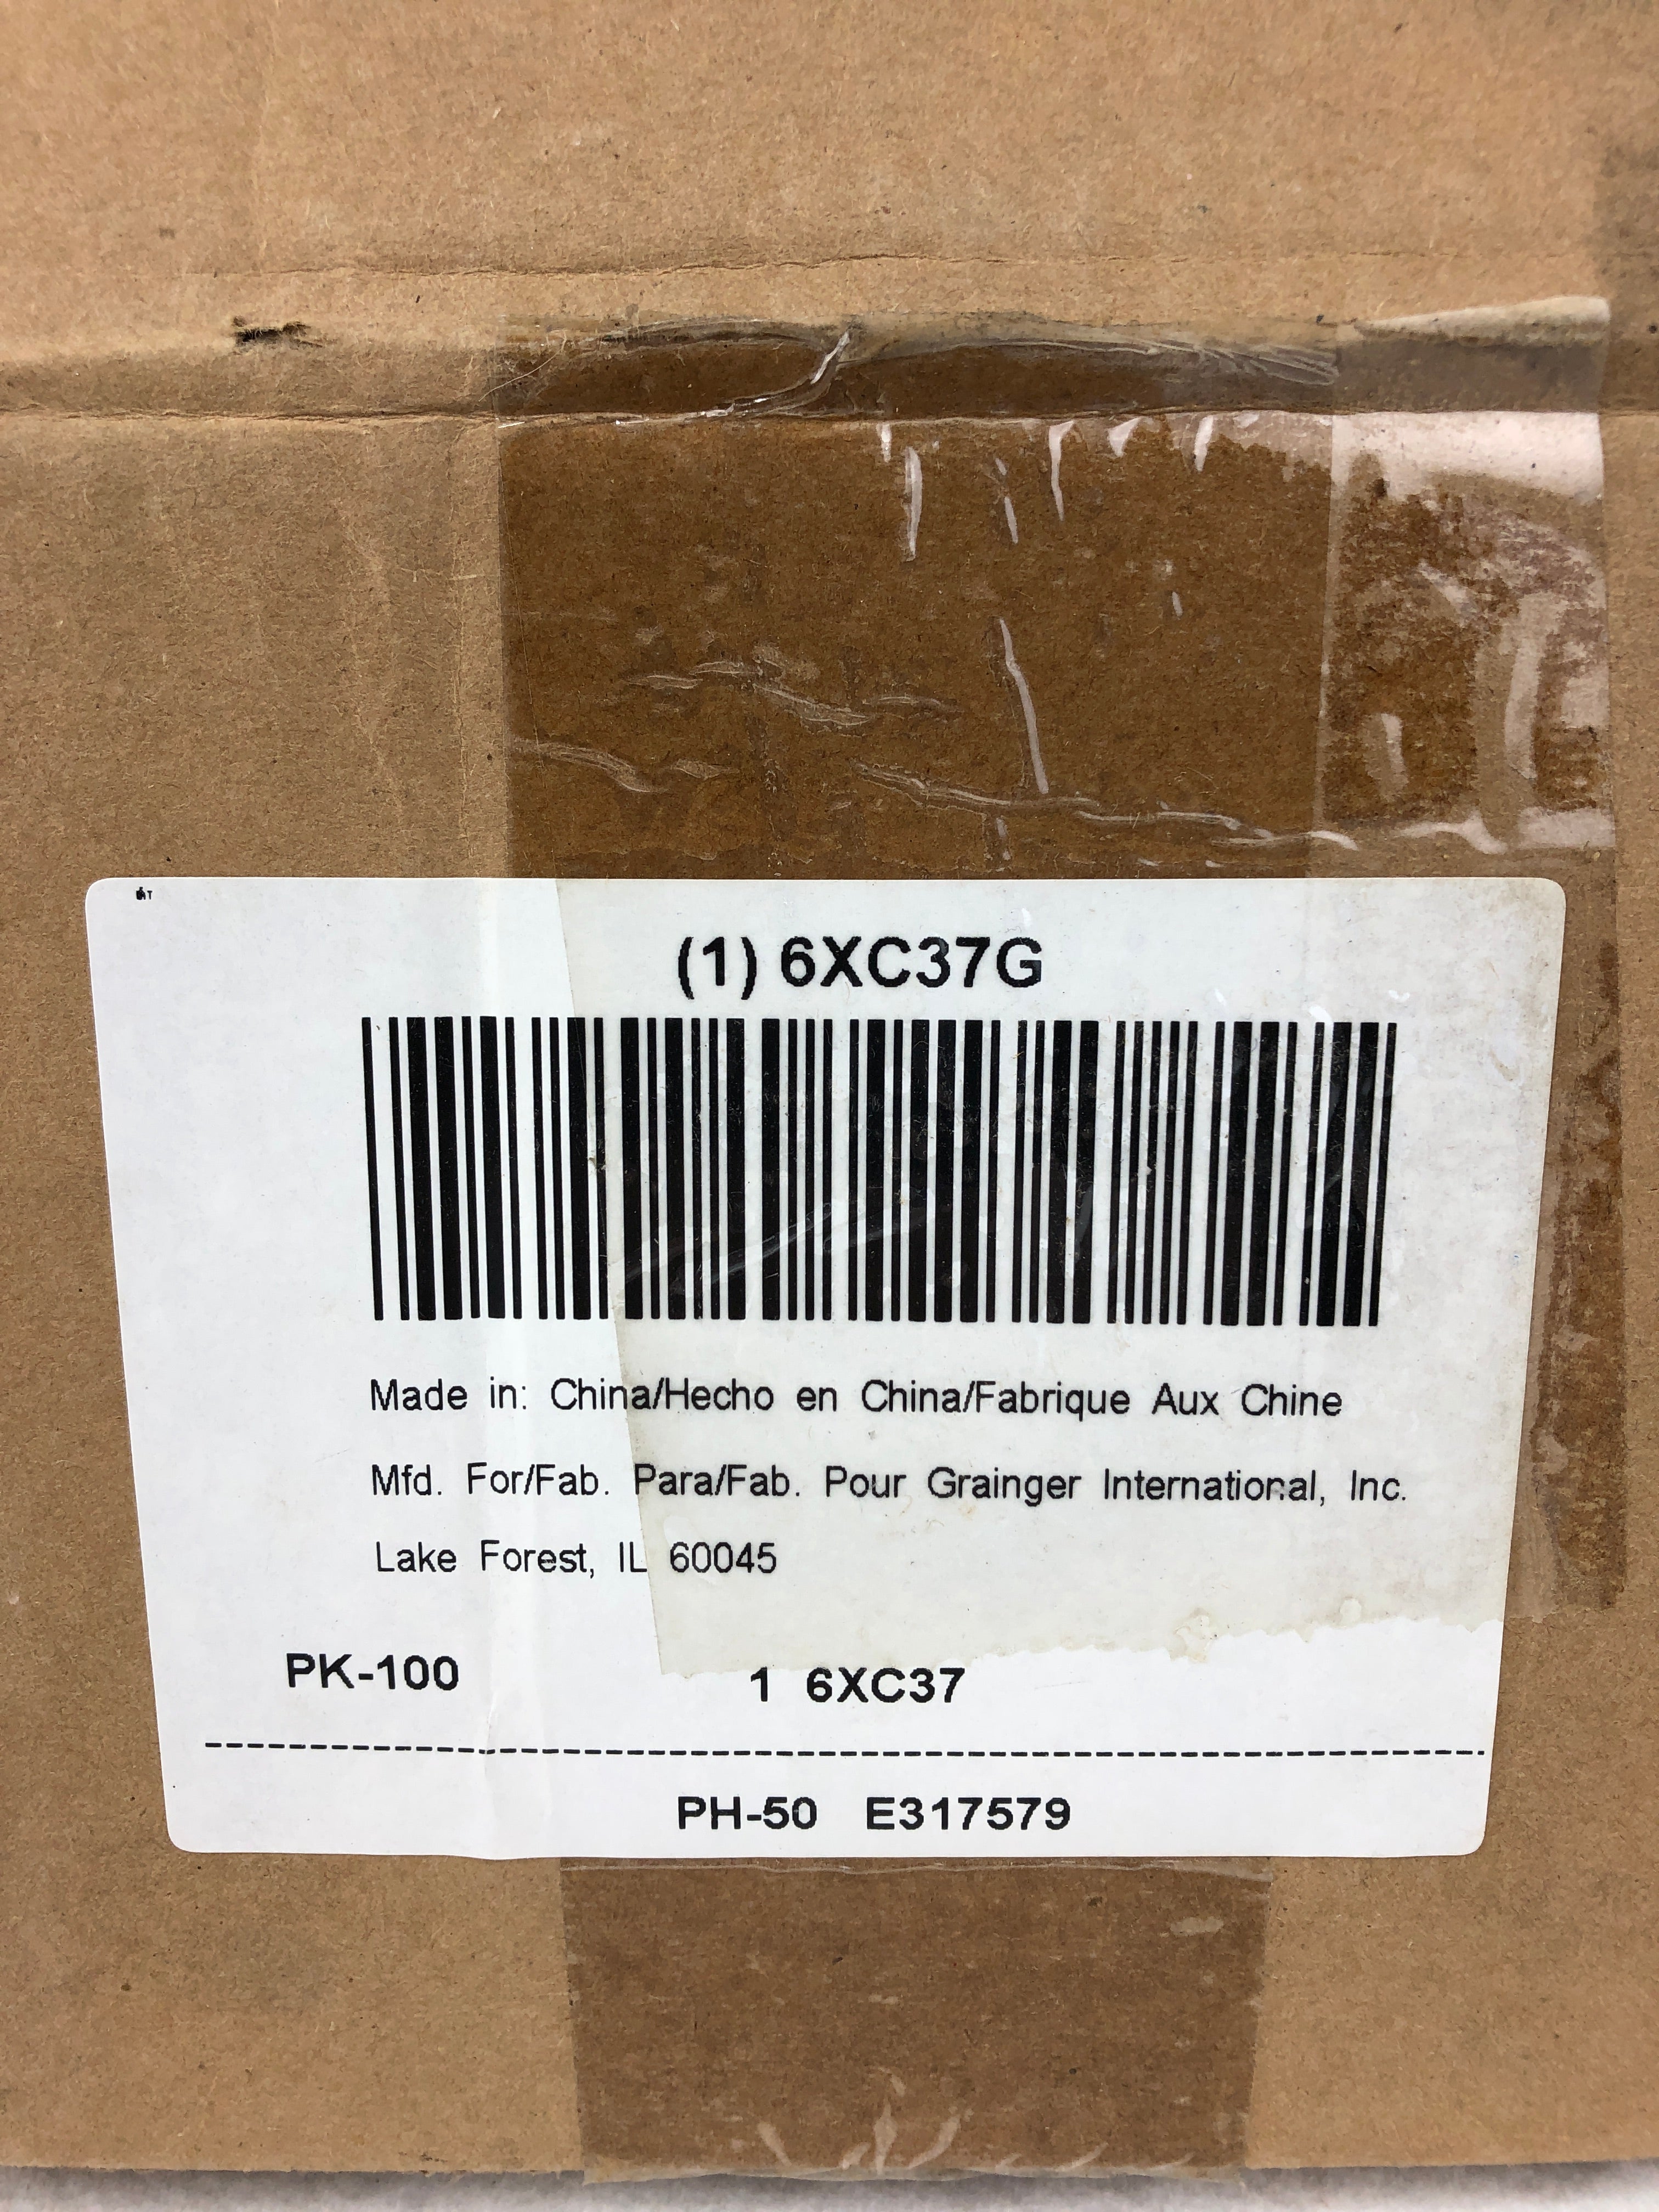 (1) 6XC37G
Made in: China/Hecho en China/Fabrique Aux Chine
Mfd. For/Fab. Para/Fab. Pour Grainger International, Inc.
Lake Forest, IL 60045
PK-100 1 6XC37
PH-50 E317579